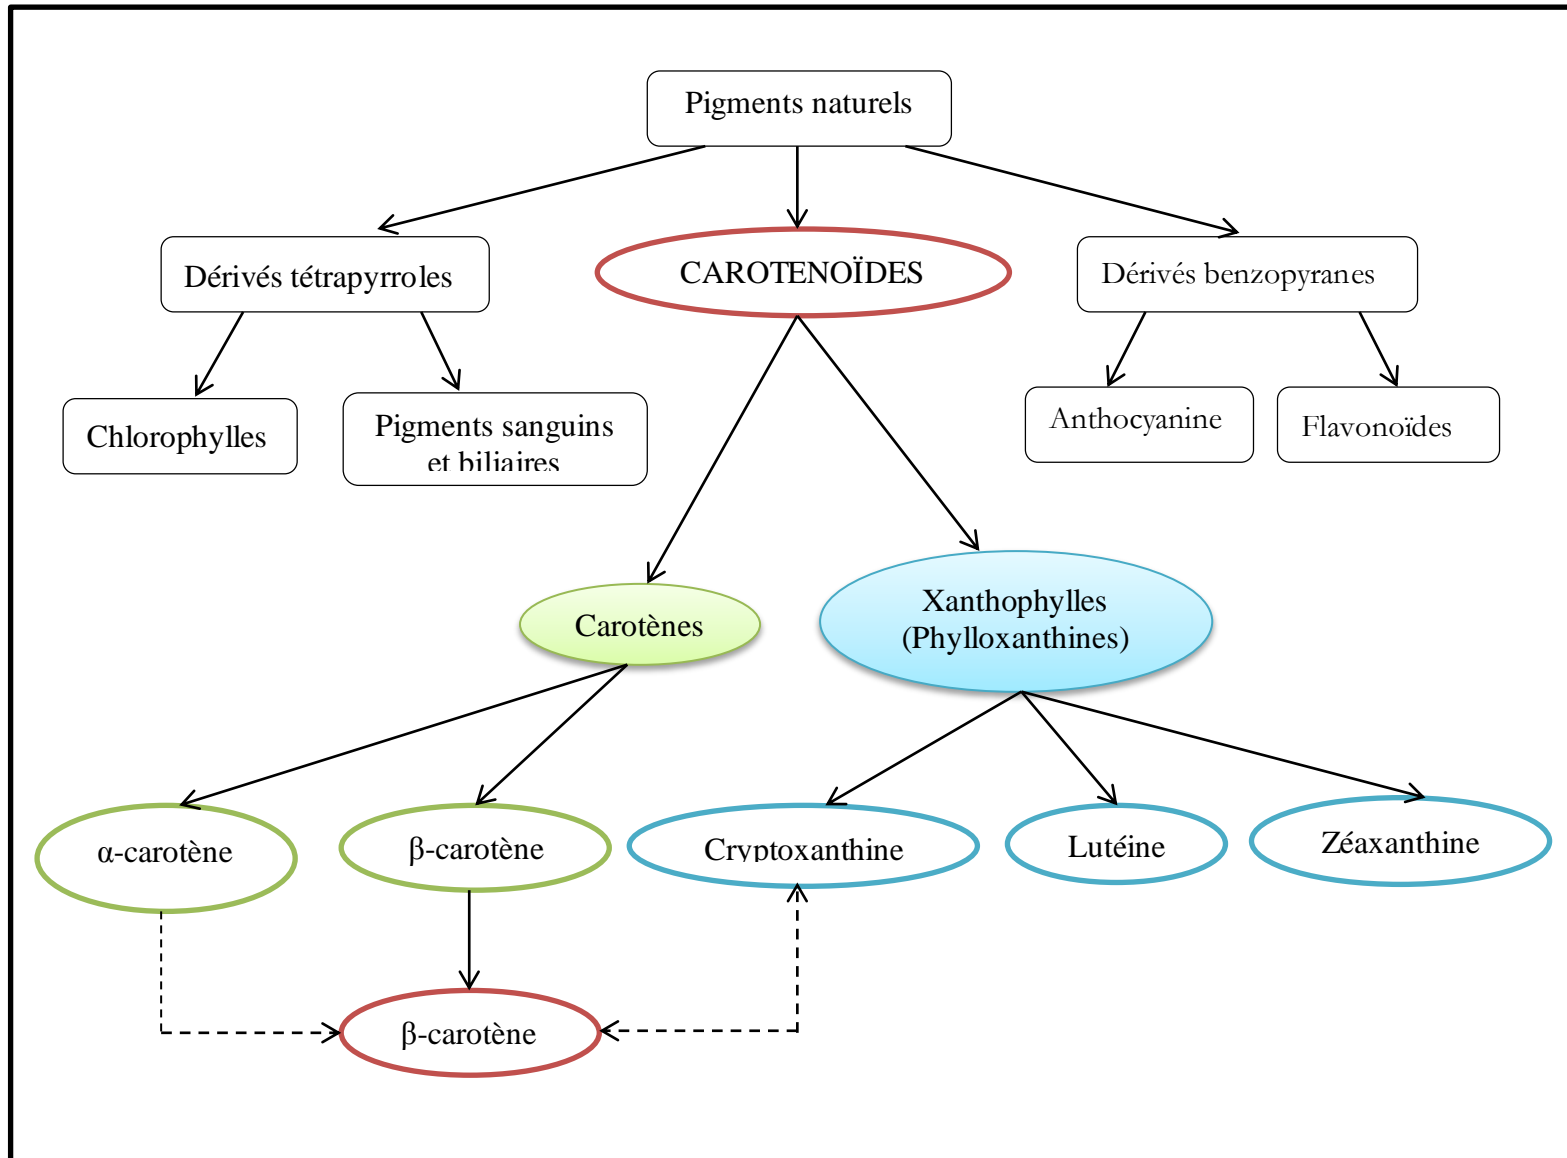 Pigments naturels
Dérivés tétrapyrroles
CAROTENOÏDES
Dérivés benzopyranes
Chlorophylles
Pigments sanguins
et biliaires
Anthocyanine
Flavonoïdes
Carotènes
Xanthophylles
(Phylloxanthines)
α-carotène
β-carotène
Cryptoxanthine
Lutéine
Zéaxanthine
β-carotène